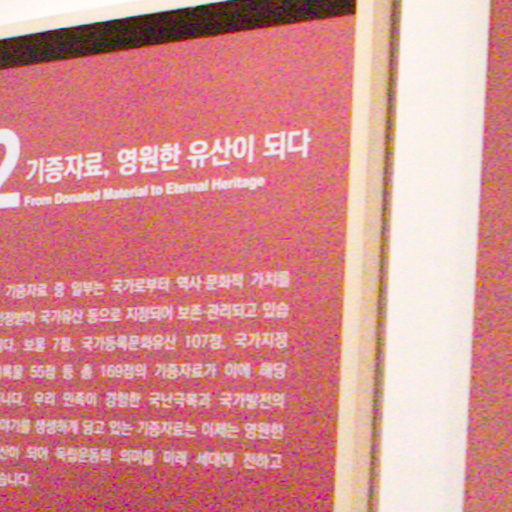 2
기증자료, 영원한 유산이 되다
From Donated Material to Eternal Heritage
기증자료 중 일부는 국가로부터 역사·문화적 가치를
인정받아 국가유산 등으로 지정되어 보존·관리되고 있습
니다. 보물 7점, 국가등록문화유산 107점, 국가지정
기록물 55점 등 총 169점의 기증자료가 이에 해당
합니다. 우리 민족이 경험한 국난극복과 국가발전의
이야기를 생생하게 담고 있는 기증자료는 이제는 영원한
유산이 되어 독립운동의 의미를 미래 세대에 전하고
있습니다.